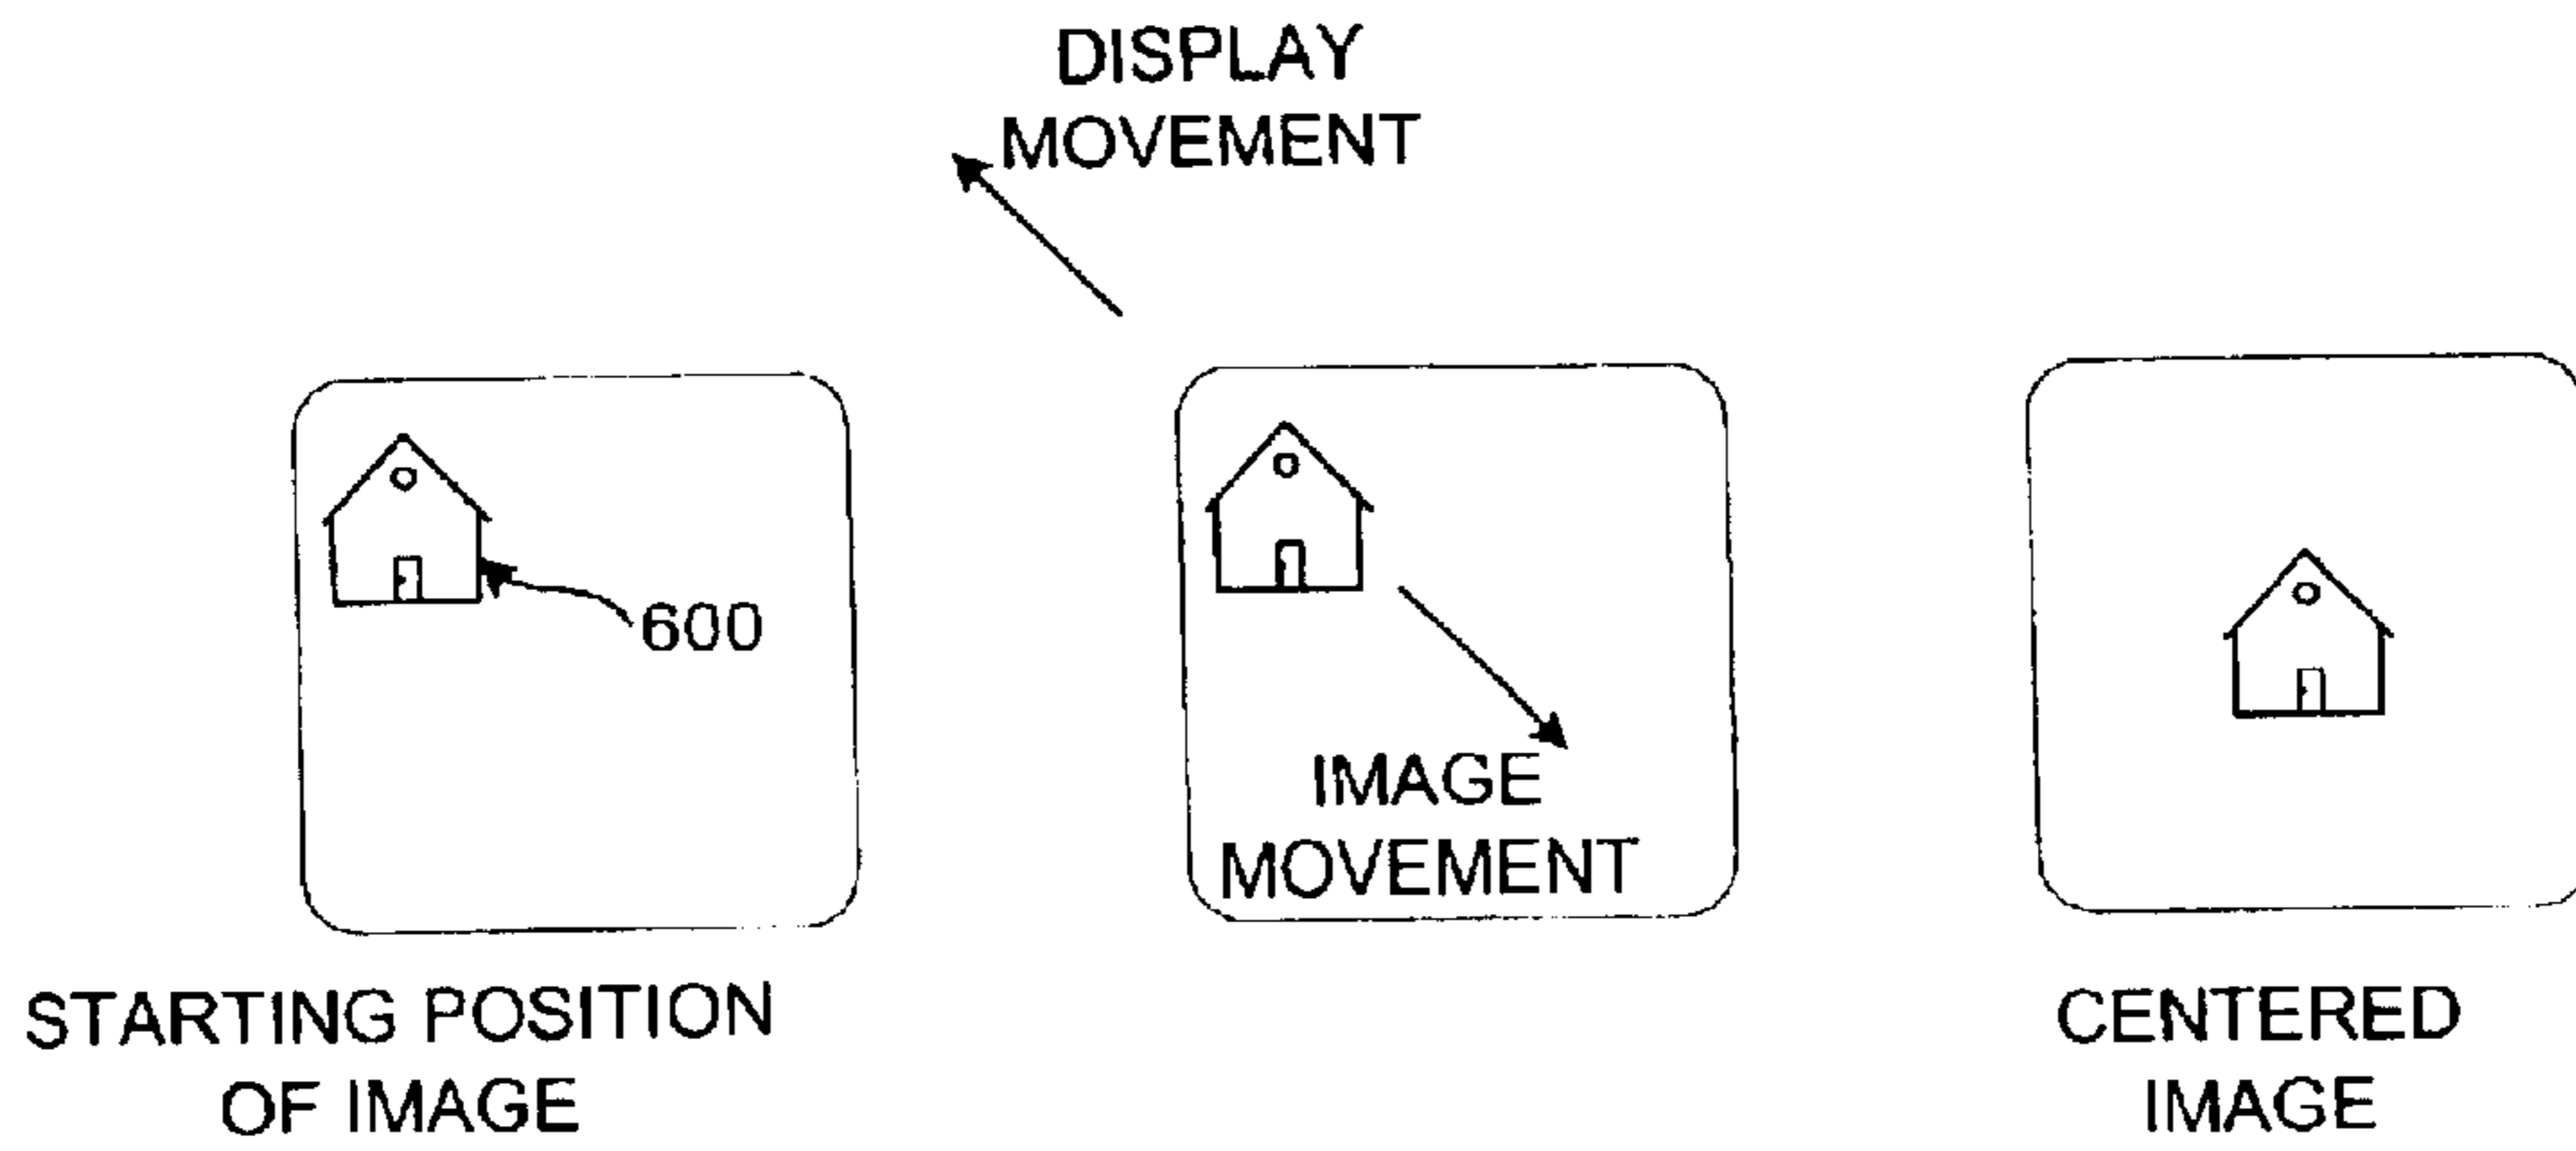 DISPLAY
MOVEMENT
600
IMAGE
MOVEMENT
STARTING POSITION
OF IMAGE
CENTERED
IMAGE